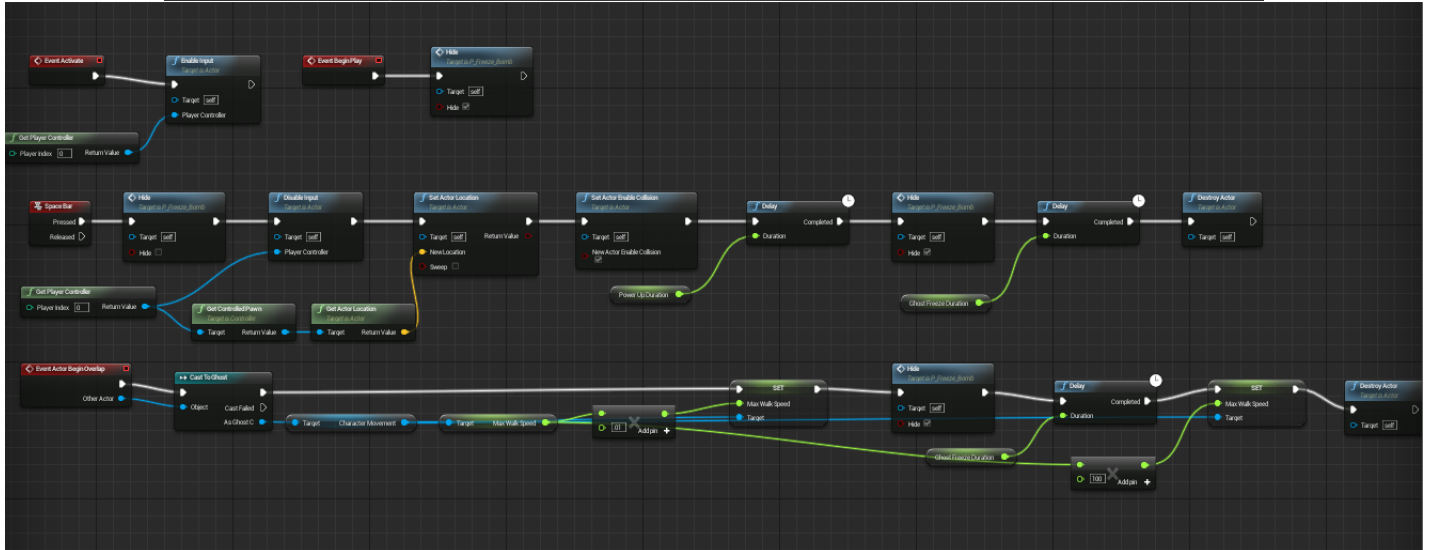 Event Activate
Enable Input
Target is Actor
Target self
Player Controller
Get Player Controller
Player Index 0 Return Value
Event Begin Play
Hide
Target is P_Freeze_Bomb
Target self
Hide
Space Bar
Pressed
Released
Hide
Target is P_Freeze_Bomb
Target self
Hide
Disable Input
Target is Actor
Target self
Player Controller
Set Actor Location
Target is Actor
Target self Return Value
New Location
Sweep
Set Actor Enable Collision
Target is Actor
Target self
New Actor Enable Collision
Delay
Completed
Duration
Hide
Target is P_Freeze_Bomb
Target self
Hide
Delay
Completed
Duration
Destroy Actor
Target is Actor
Target self
Get Player Controller
Player Index 0 Return Value
Get Controlled Pawn
Target is Controller
Target Return Value
Get Actor Location
Target is Actor
Target Return Value
Power Up Duration
Ghost Freeze Duration
Event Actor Begin Overlap
Other Actor
Cast To Ghost
Object Cast Failed
As Ghost C
Target Character Movement
Target Max Walk Speed
.01 Add pin +
SET
Max Walk Speed
Target
Hide
Target is P_Freeze_Bomb
Target self
Hide
Delay
Completed
Duration
Ghost Freeze Duration
100 Add pin +
SET
Max Walk Speed
Target
Destroy Actor
Target is Actor
Target self